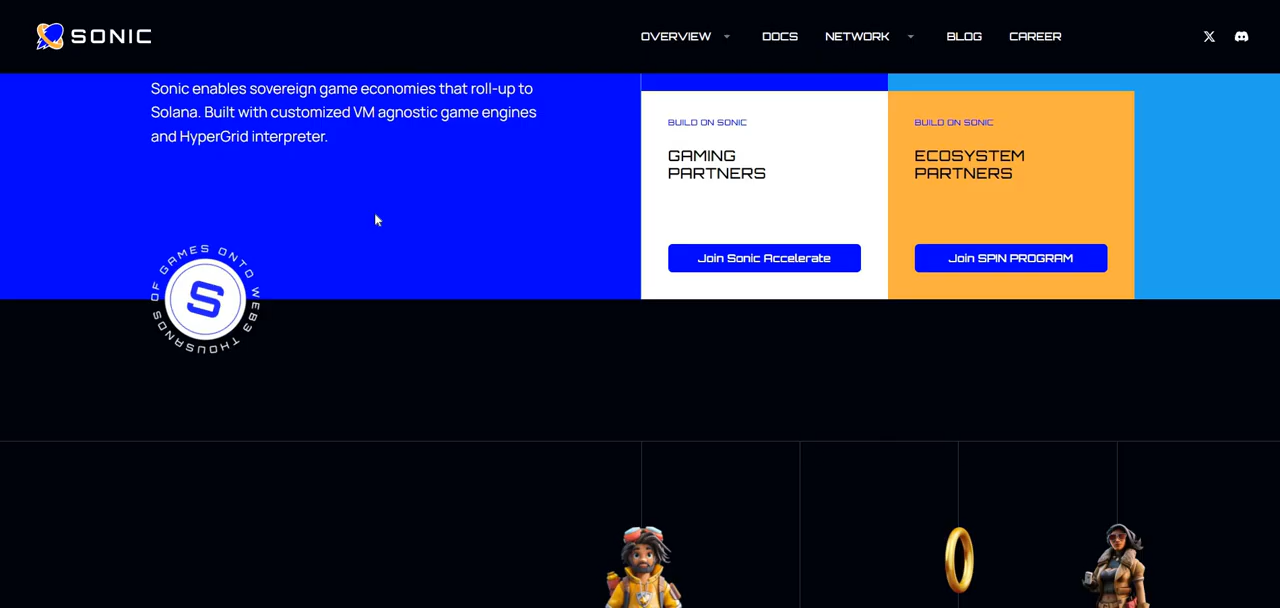 SONIC
OVERVIEW
DOCS
NETWORK
BLOG
CAREER
Sonic enables sovereign game economies that roll-up to
Solana. Built with customized VM agnostic game engines
and HyperGrid interpreter.
BUILD ON SONIC
GAMING
PARTNERS
Join Sonic Accelerate
BUILD ON SONIC
ECOSYSTEM
PARTNERS
Join SPIN PROGRAM
THOUSANDS OF GAMES ONTO WEB3